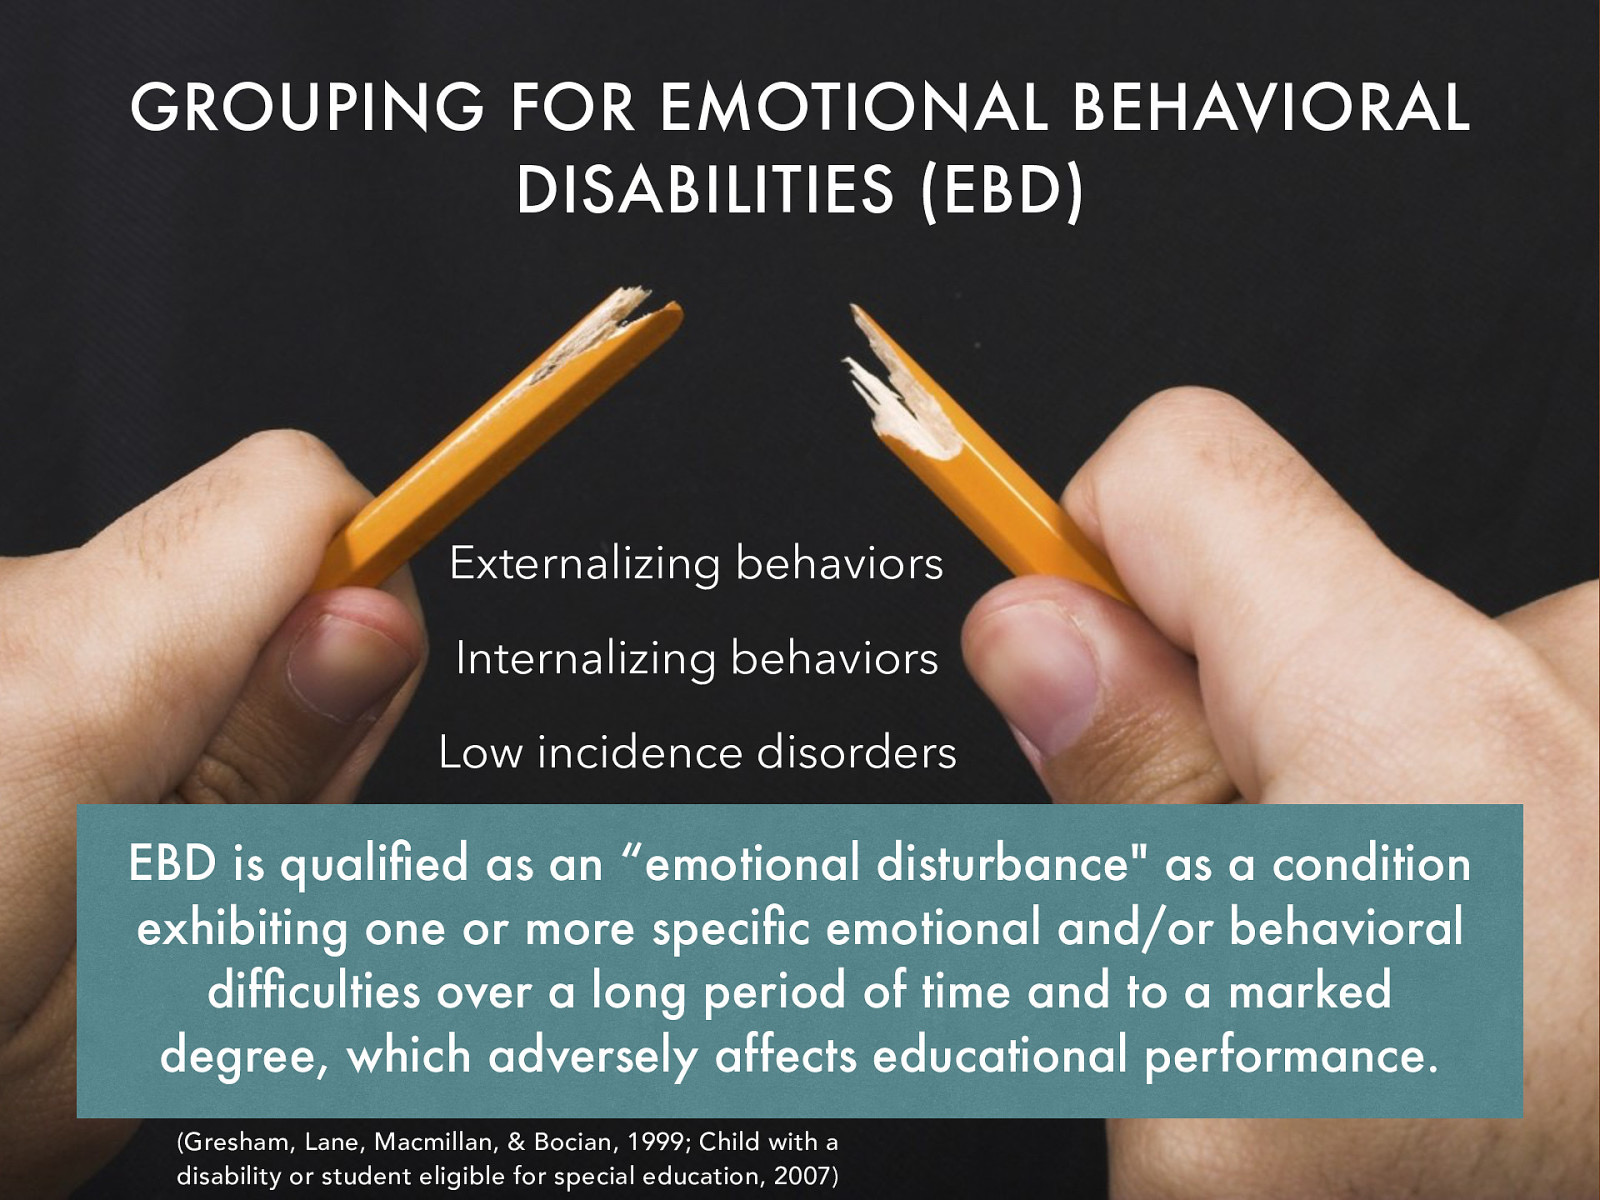 GROUPING FOR EMOTIONAL BEHAVIORAL
DISABILITIES (EBD)
Externalizing behaviors
Internalizing behaviors
Low incidence disorders
EBD is qualified as an “emotional disturbance" as a condition
exhibiting one or more specific emotional and/or behavioral
difficulties over a long period of time and to a marked
degree, which adversely affects educational performance.
(Gresham, Lane, Macmillan, & Bocian, 1999; Child with a
disability or student eligible for special education, 2007)